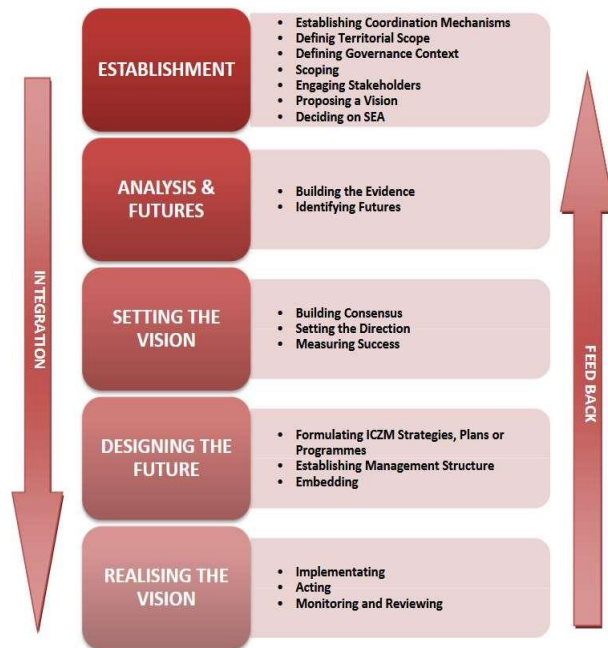 ESTABLISHMENT
• Establishing Coordination Mechanisms
• Defining Territorial Scope
• Defining Governance Context
• Scoping
• Engaging Stakeholders
• Proposing a Vision
• Deciding on SEA
ANALYSIS &
FUTURES
• Building the Evidence
• Identifying Futures
SETTING THE
VISION
• Building Consensus
• Setting the Direction
• Measuring Success
DESIGNING THE
FUTURE
• Formulating ICZM Strategies, Plans or
Programmes
• Establishing Management Structure
• Embedding
REALISING THE
VISION
• Implementating
• Acting
• Monitoring and Reviewing
INTEGRATION
FEED BACK